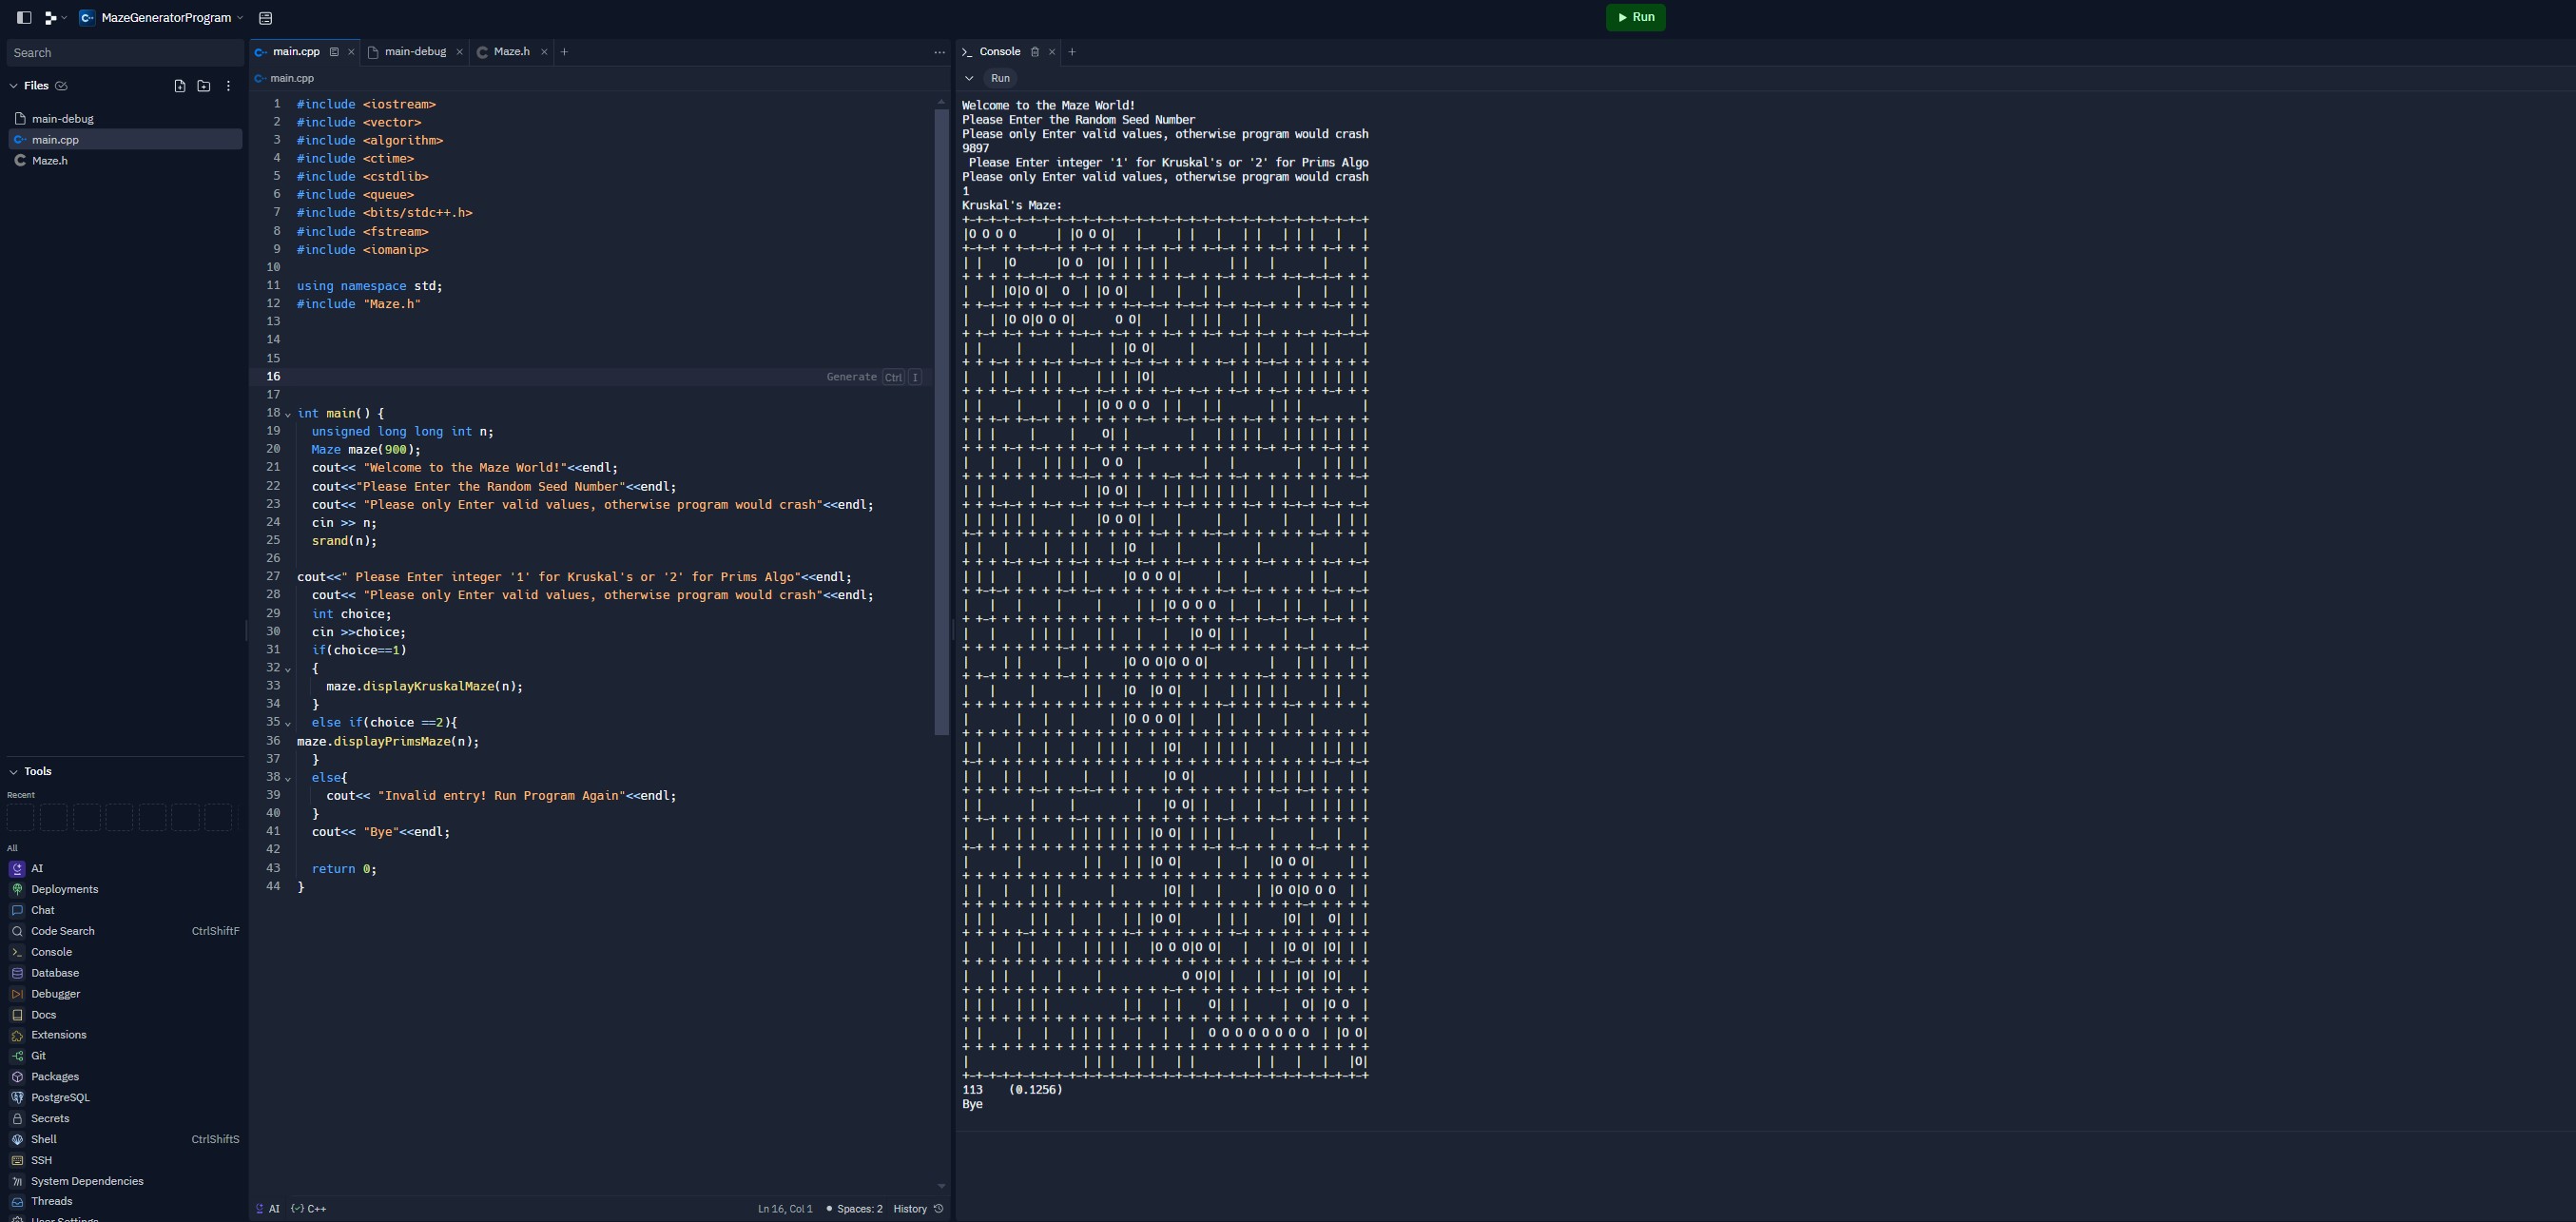 MazeGeneratorProgram
Run
Search
Files
main-debug
main.cpp
Maze.h
Tools
Recent
All
AI
Deployments
Chat
Code Search CtrlShiftF
Console
Database
Debugger
Docs
Extensions
Git
Packages
PostgreSQL
Secrets
Shell CtrlShiftS
SSH
System Dependencies
Threads
User Settings
main.cpp main-debug Maze.h
main.cpp
1 #include <iostream>
2 #include <vector>
3 #include <algorithm>
4 #include <ctime>
5 #include <cstdlib>
6 #include <queue>
7 #include <bits/stdc++.h>
8 #include <fstream>
9 #include <iomanip>
10
11 using namespace std;
12 #include "Maze.h"
13
14
15
16 Generate Ctrl I
17
18 int main() {
19 unsigned long long int n;
20 Maze maze(900);
21 cout<< "Welcome to the Maze World!"<<endl;
22 cout<<"Please Enter the Random Seed Number"<<endl;
23 cout<< "Please only Enter valid values, otherwise program would crash"<<endl;
24 cin >> n;
25 srand(n);
26
27 cout<<" Please Enter integer '1' for Kruskal's or '2' for Prims Algo"<<endl;
28 cout<< "Please only Enter valid values, otherwise program would crash"<<endl;
29 int choice;
30 cin >>choice;
31 if(choice==1)
32 {
33 maze.displayKruskalMaze(n);
34 }
35 else if(choice ==2){
36 maze.displayPrimsMaze(n);
37 }
38 else{
39 cout<< "Invalid entry! Run Program Again"<<endl;
40 }
41 cout<< "Bye"<<endl;
42
43 return 0;
44 }
AI C++ Ln 16, Col 1 Spaces: 2 History
Console
Run
Welcome to the Maze World!
Please Enter the Random Seed Number
Please only Enter valid values, otherwise program would crash
9897
Please Enter integer '1' for Kruskal's or '2' for Prims Algo
Please only Enter valid values, otherwise program would crash
1
Kruskal's Maze:
113 (0.1256)
Bye